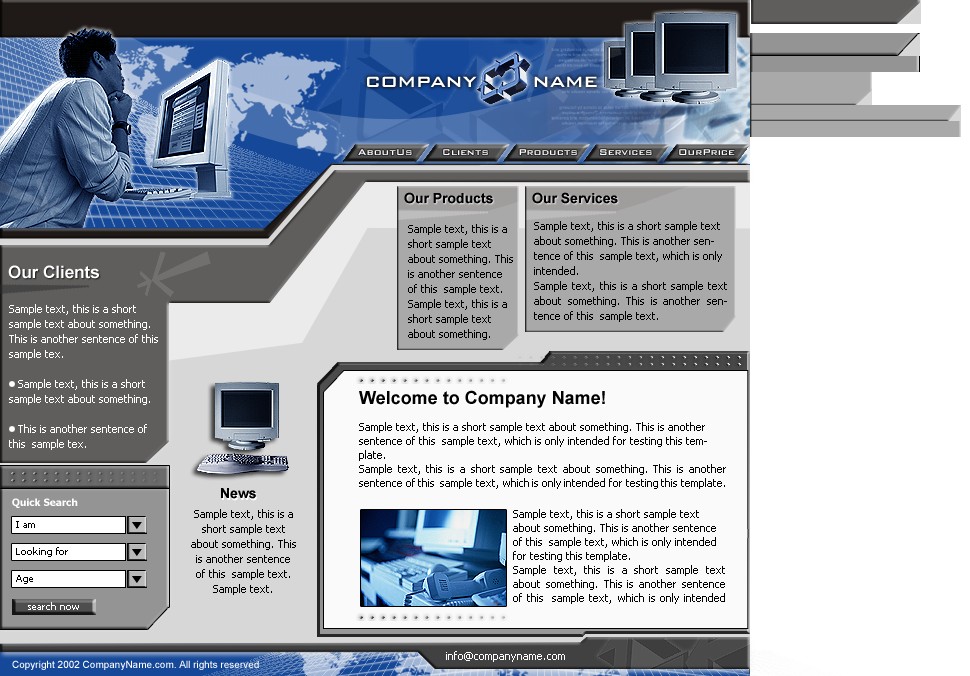 COMPANY NAME
AboutUs Clients Products Services OurPrice
Our Products
Sample text, this is a
short sample text
about something. This
is another sentence
of this sample text.
Sample text, this is a
short sample text
about something.
Our Services
Sample text, this is a short sample text
about something. This is another sen-
tence of this sample text, which is only
intended.
Sample text, this is a short sample text
about something. This is another sen-
tence of this sample text.
Our Clients
Sample text, this is a short
sample text about something.
This is another sentence of this
sample tex.
Sample text, this is a short
sample text about something.
This is another sentence of
this sample tex.
Quick Search
I am
Looking for
Age
search now
News
Sample text, this is a
short sample text
about something. This
is another sentence
of this sample text.
Sample text.
Welcome to Company Name!
Sample text, this is a short sample text about something. This is another
sentence of this sample text, which is only intended for testing this tem-
plate.
Sample text, this is a short sample text about something. This is another
sentence of this sample text, which is only intended for testing this template.
Sample text, this is a short sample text
about something. This is another sentence
of this sample text, which is only intended
for testing this template.
Sample text, this is a short sample text
about something. This is another sentence
of this sample text, which is only intended
info@companyname.com
Copyright 2002 CompanyName.com. All rights reserved